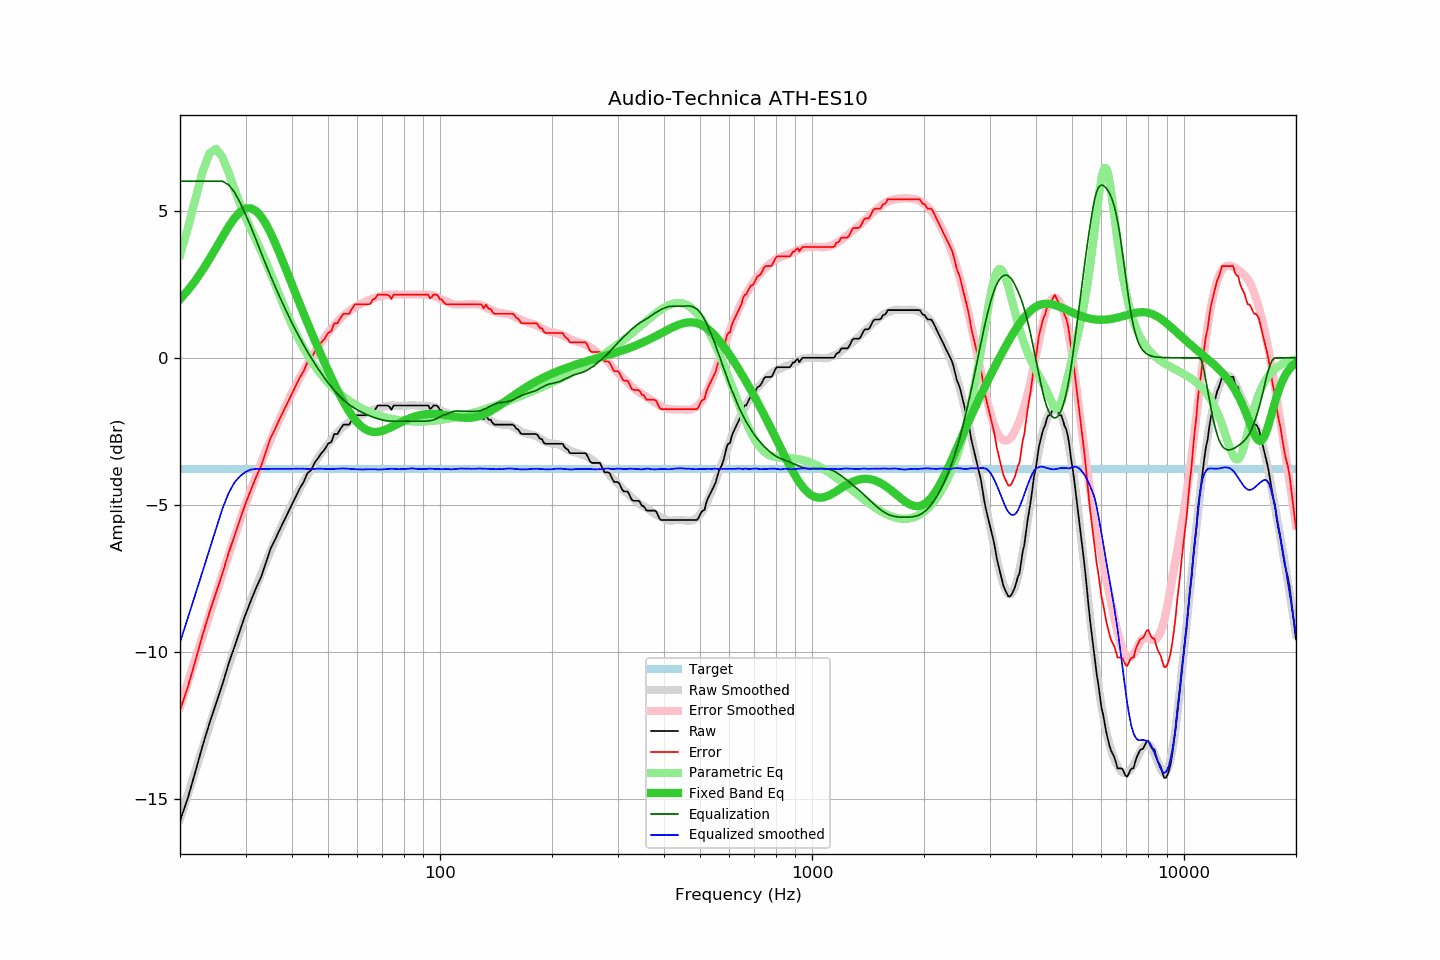 Audio-Technica ATH-ES10
5
0
−5
−10
−15
Amplitude (dBr)
Target
Raw Smoothed
Error Smoothed
Raw
Error
Parametric Eq
Fixed Band Eq
Equalization
Equalized smoothed
100
1000
10000
Frequency (Hz)